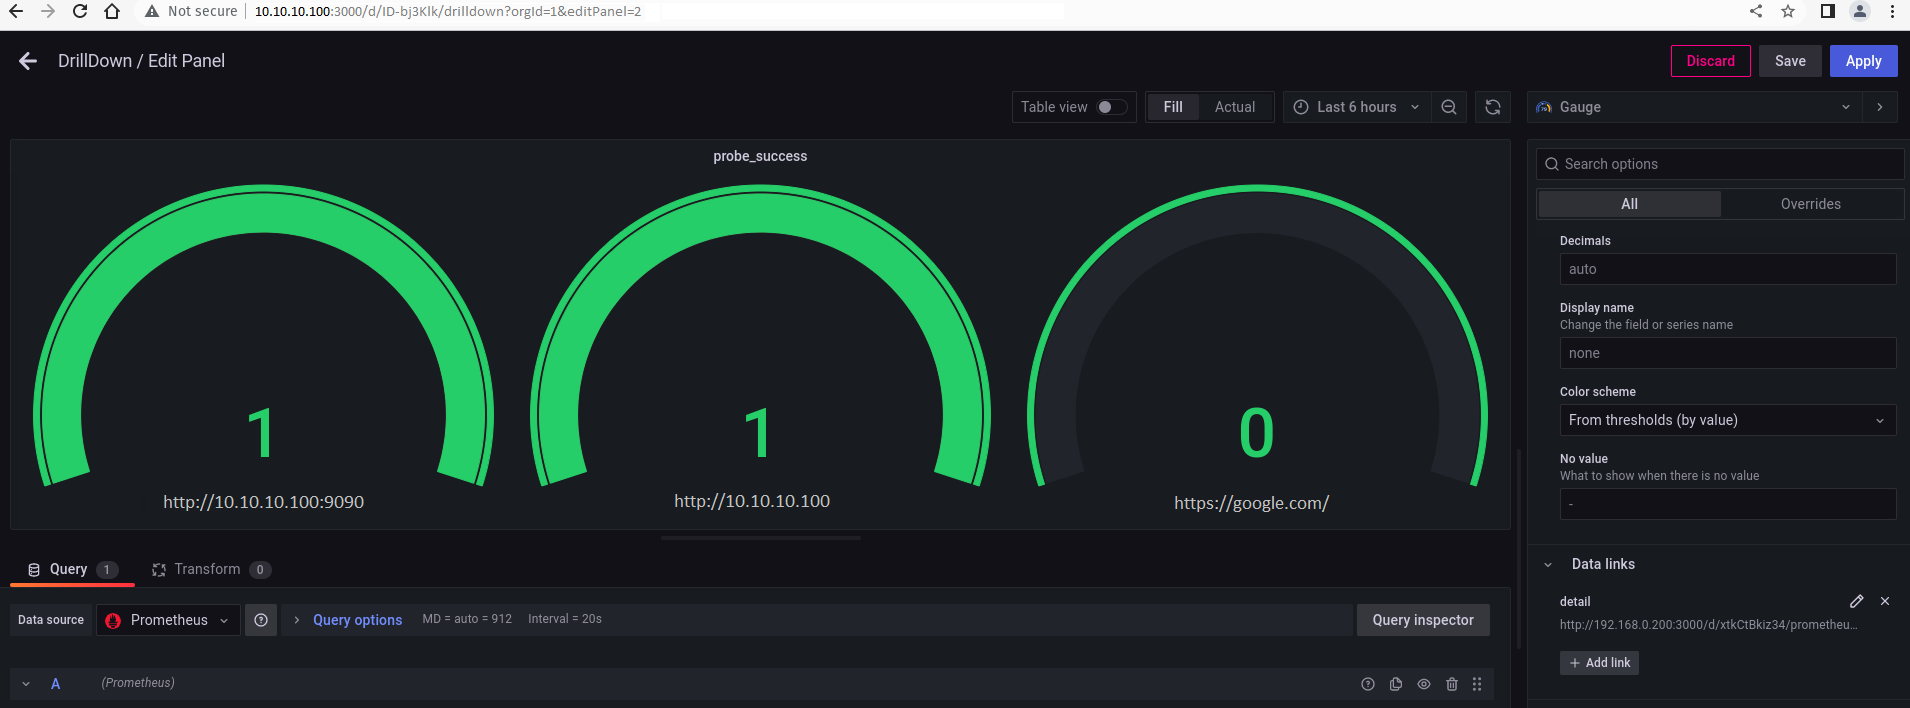 Not secure 10.10.10.100:3000/d/ID-bj3KIk/drilldown?orgId=1&editPanel=2
DrillDown / Edit Panel
Discard Save Apply
Table view Fill Actual Last 6 hours Gauge
probe_success
Search options
All Overrides
Decimals
auto
Display name
Change the field or series name
none
Color scheme
From thresholds (by value)
No value
What to show when there is no value
-
1 1 0
http://10.10.10.100:9090 http://10.10.10.100 https://google.com/
Query 1 Transform 0
Data links
detail
http://192.168.0.200:3000/d/xtkCtBkiz34/prometheu...
+ Add link
Data source Prometheus Query options MD = auto = 912 Interval = 20s Query inspector
A (Prometheus)